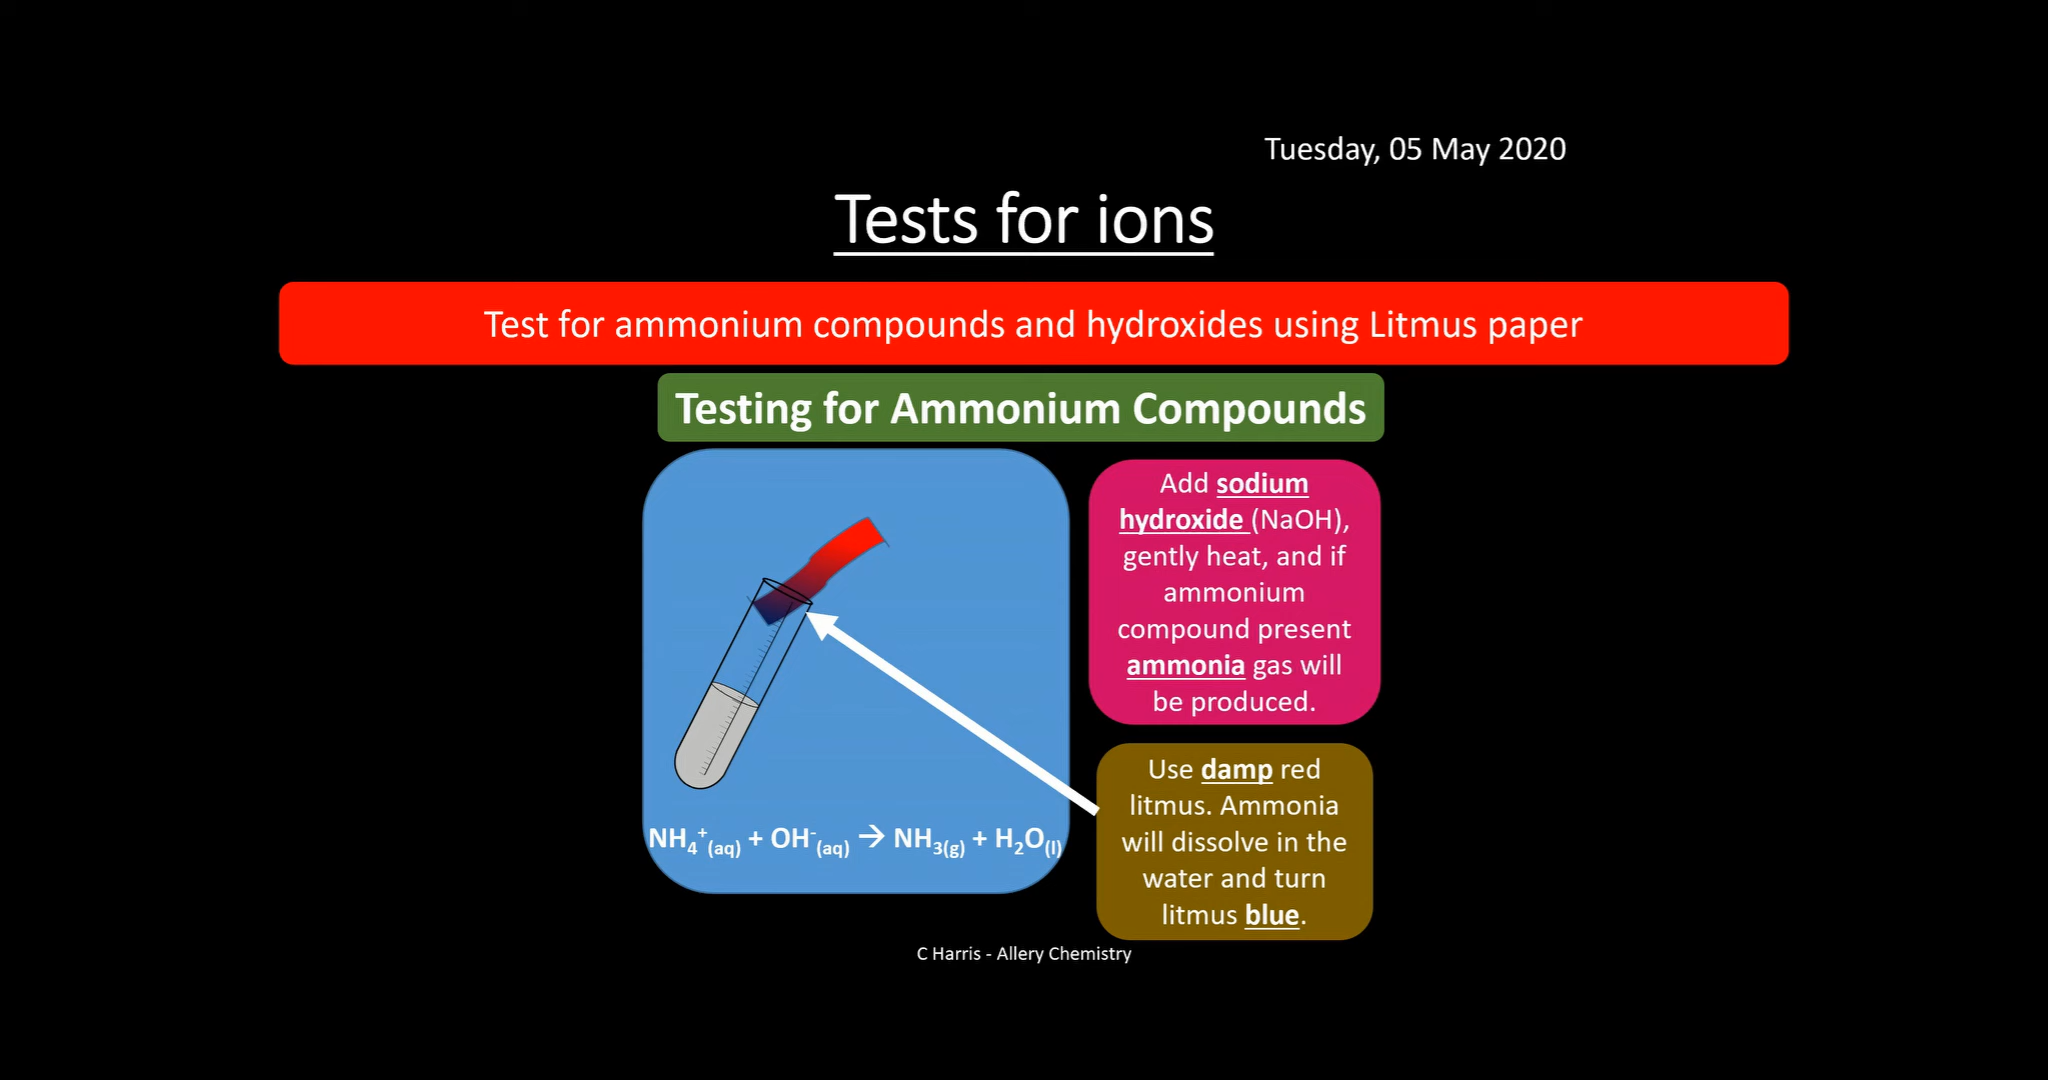 Tuesday, 05 May 2020
Tests for ions
Test for ammonium compounds and hydroxides using Litmus paper
Testing for Ammonium Compounds
Add sodium
hydroxide (NaOH),
gently heat, and if
ammonium
compound present
ammonia gas will
be produced.
Use damp red
litmus. Ammonia
will dissolve in the
water and turn
litmus blue.
NH₄⁺(aq) + OH⁻(aq) → NH₃(g) + H₂O(l)
C Harris - Allery Chemistry